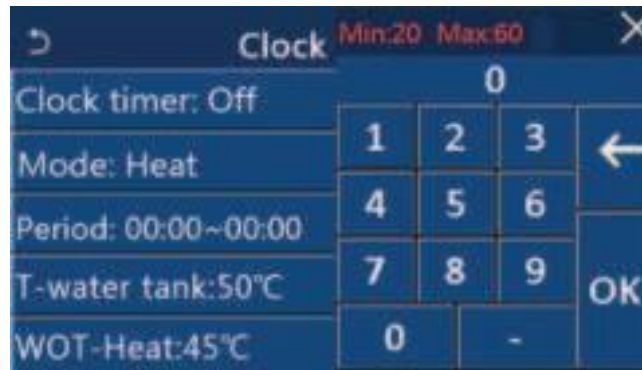 Clock
Clock timer: Off
Mode: Heat
Period: 00:00~00:00
T-water tank:50℃
WOT-Heat:45℃
Min:20 Max:60
0
1 2 3
4 5 6
7 8 9
0 -
OK